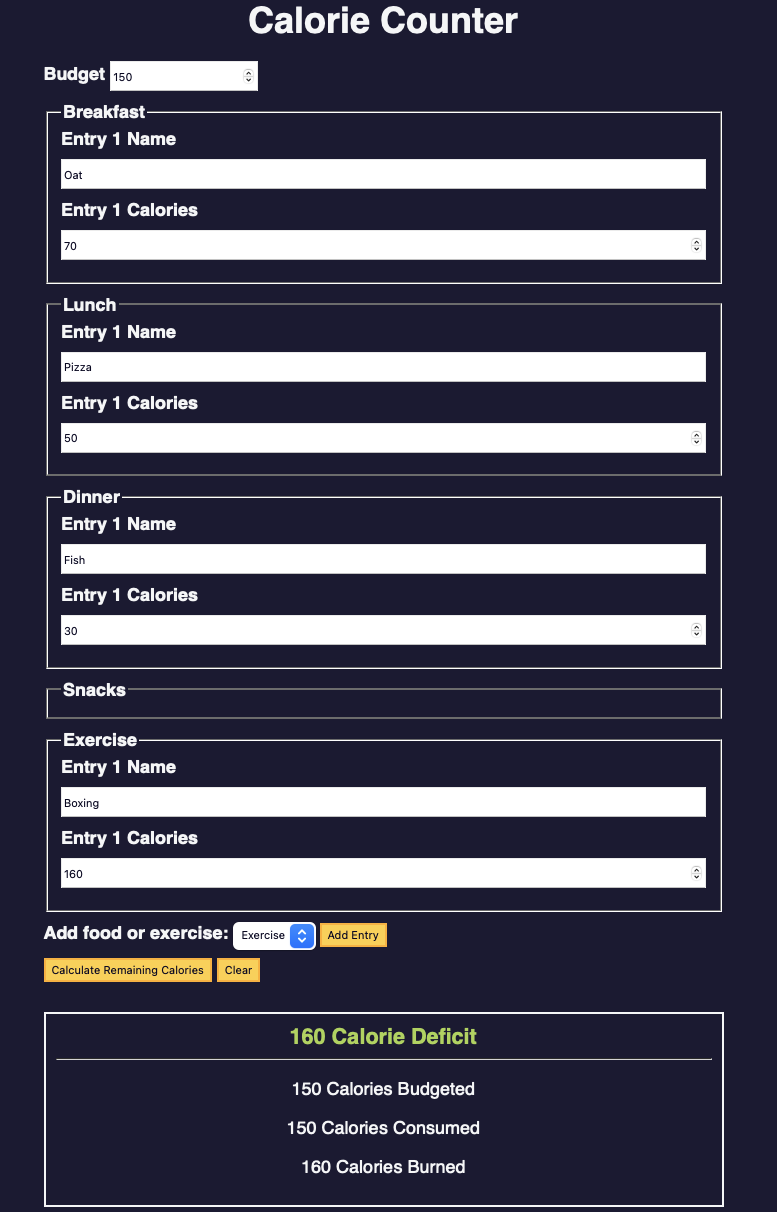 Calorie Counter
Budget 150
Breakfast
Entry 1 Name
Oat
Entry 1 Calories
70
Lunch
Entry 1 Name
Pizza
Entry 1 Calories
50
Dinner
Entry 1 Name
Fish
Entry 1 Calories
30
Snacks
Exercise
Entry 1 Name
Boxing
Entry 1 Calories
160
Add food or exercise: Exercise Add Entry
Calculate Remaining Calories Clear
160 Calorie Deficit
150 Calories Budgeted
150 Calories Consumed
160 Calories Burned